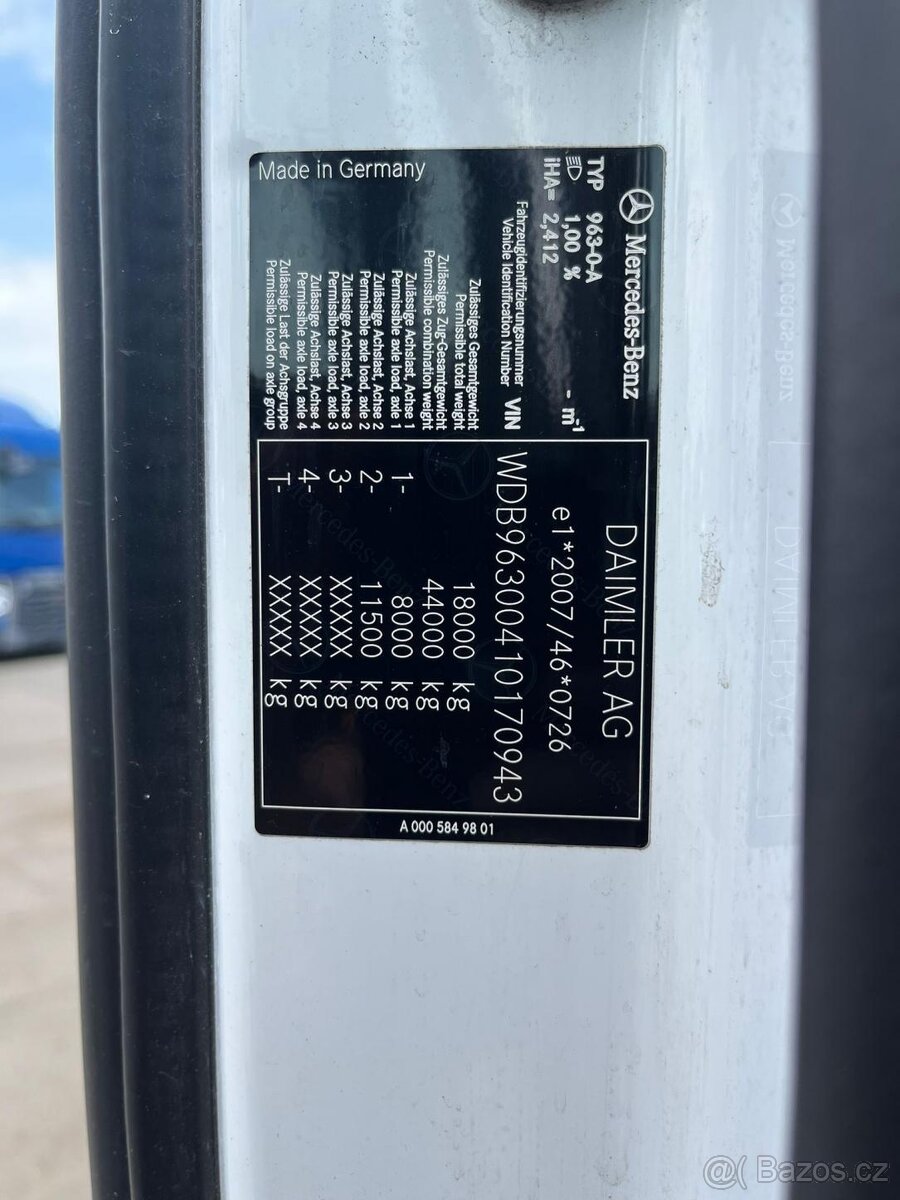 Mercedes-Benz
TYP 963-0-A
1,00 % - m-1
iHA= 2,412
DAIMLER AG
e1*2007/46*0726
Fahrzeugidentifizierungsnummer
Vehicle Identification Number VIN WDB9630041O170943
Zulässiges Gesamtgewicht
Permissible total weight 18000 kg
Zulässiges Zug-Gesamtgewicht
Permissible combination weight 44000 kg
Zulässige Achslast, Achse 1
Permissible axle load, axle 1 1- 8000 kg
Zulässige Achslast, Achse 2
Permissible axle load, axle 2 2- 11500 kg
Zulässige Achslast, Achse 3
Permissible axle load, axle 3 3- XXXXX kg
Zulässige Achslast, Achse 4
Permissible axle load, axle 4 4- XXXXX kg
Zulässige Last der Achsgruppe
Permissible load on axle group T- XXXXX kg
Made in Germany
A 000 584 98 01
@( Bazos.cz